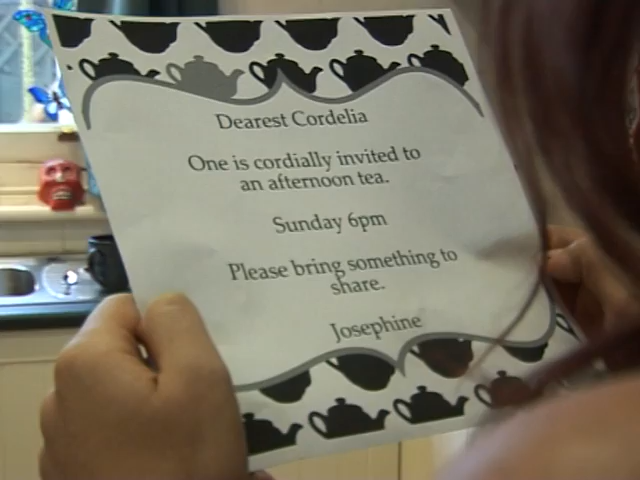 Dearest Cordelia
One is cordially invited to
an afternoon tea.
Sunday 6pm
Please bring something to
share.
Josephine